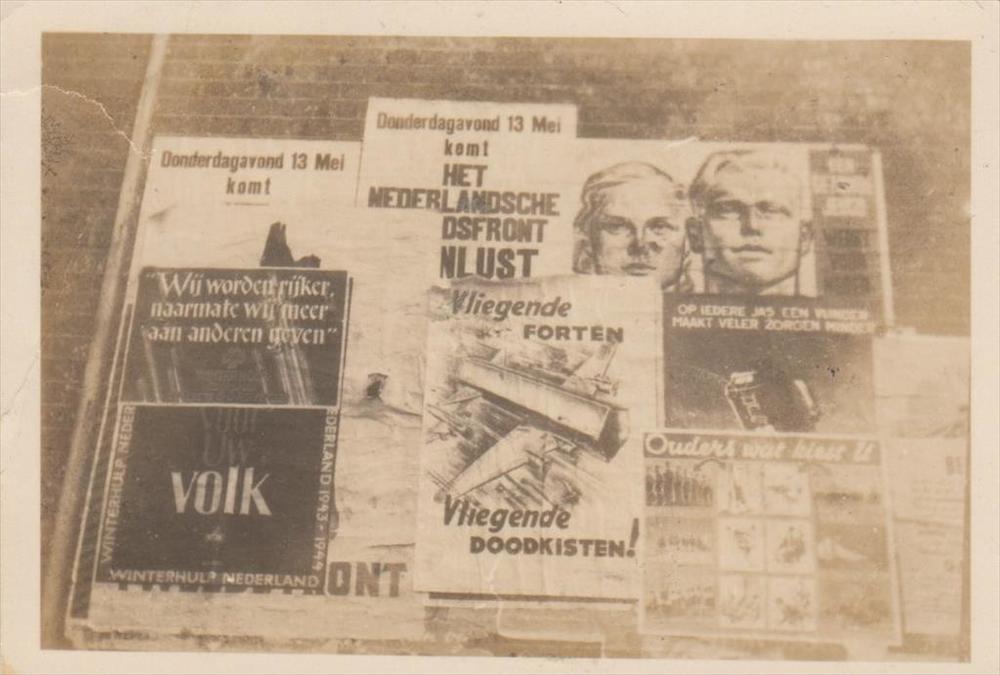 Donderdagavond 13 Mei
komt
Donderdagavond 13 Mei
komt
HET
NEDERLANDSCHE
DSFRONT
NLUST
"Wij worden rijker,
naarmate wij meer
aan anderen geven"
voor
Uw
VOLK
WINTERHULP NEDER
EDERLAND 1943-1944
WINTERHULP NEDERLAND
ONT
Vliegende
FORTEN
Vliegende
DOODKISTEN!
OP IEDERE JAS EEN
MAAKT VELER ZORGEN
Ouders wat kiest U